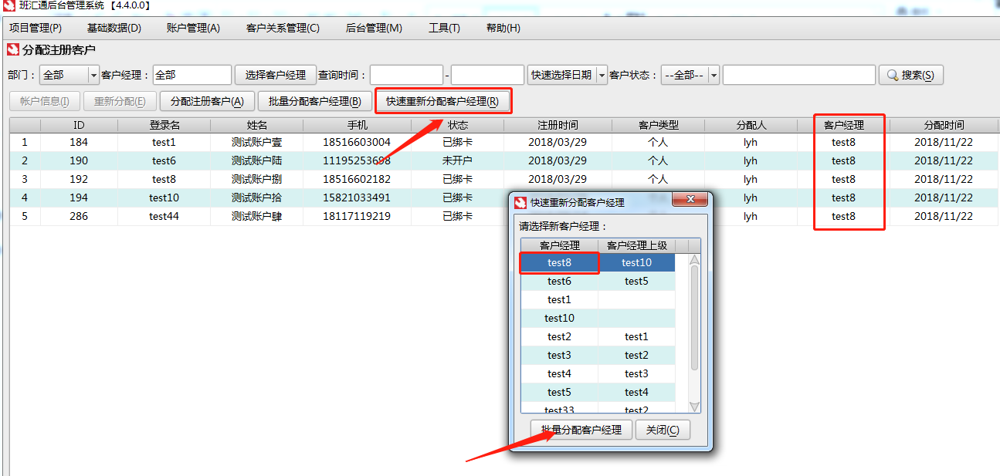 班汇通后台管理系统 【4.4.0.0】
项目管理(P) 基础数据(D) 账户管理(A) 客户关系管理(C) 后台管理(M) 工具(T) 帮助(H)
分配注册客户
部门： 全部 客户经理： 全部 选择客户经理 查询时间： - 快速选择日期 客户状态： --全部-- 搜索(S)
帐户信息(I) 重新分配(E) 分配注册客户(A) 批量分配客户经理(B) 快速重新分配客户经理(R)
ID 登录名 姓名 手机 状态 注册时间 客户类型 分配人 客户经理 分配时间
1 184 test1 测试账户壹 18516603004 已绑卡 2018/03/29 个人 lyh test8 2018/11/22
2 190 test6 测试账户陆 11195253698 未开户 2018/03/29 个人 lyh test8 2018/11/22
3 192 test8 测试账户捌 18516602182 已绑卡 2018/03/29 个人 lyh test8 2018/11/22
4 194 test10 测试账户拾 15821033491 已绑卡 lyh test8 2018/11/22
5 286 test44 测试账户肆 18117119219 已绑卡 lyh test8 2018/11/22
快速重新分配客户经理
请选择新客户经理：
客户经理 客户经理上级
test8 test10
test6 test5
test1
test10
test2 test1
test3 test2
test4 test3
test5 test4
test33 test2
批量分配客户经理 关闭(C)